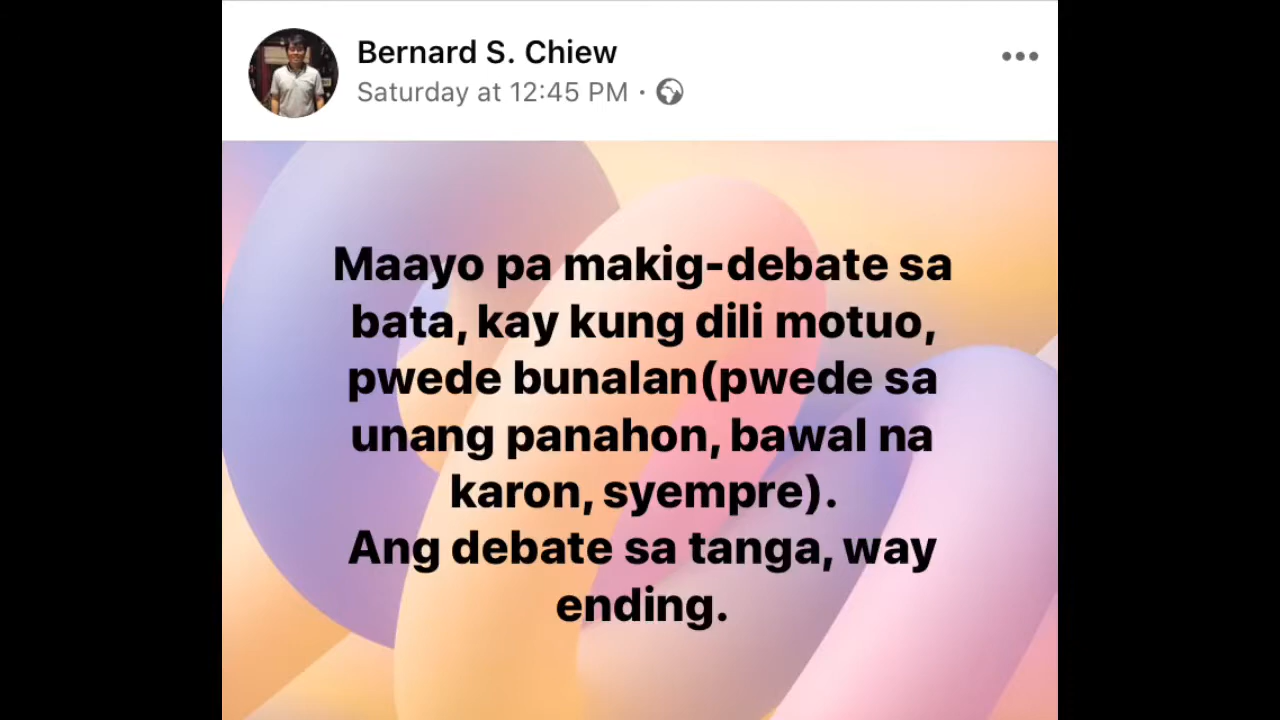 Bernard S. Chiew
Saturday at 12:45 PM ·
Maayo pa makig-debate sa
bata, kay kung dili motuo,
pwede bunalan(pwede sa
unang panahon, bawal na
karon, syempre).
Ang debate sa tanga, way
ending.